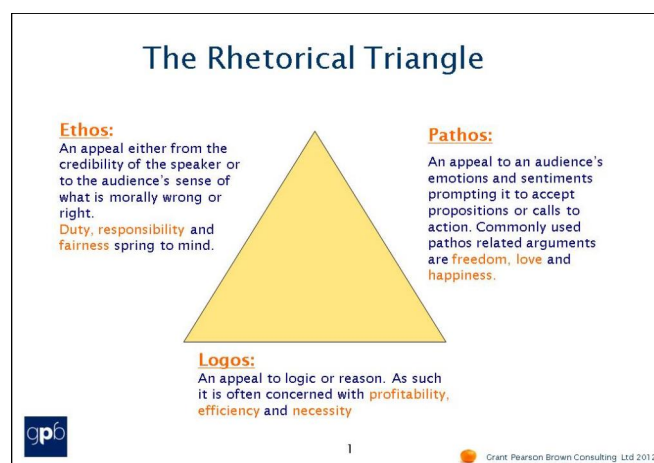 The Rhetorical Triangle
Ethos:
An appeal either from the
credibility of the speaker or
to the audience's sense of
what is morally wrong or
right.
Duty, responsibility and
fairness spring to mind.
Pathos:
An appeal to an audience's
emotions and sentiments
prompting it to accept
propositions or calls to
action. Commonly used
pathos related arguments
are freedom, love and
happiness.
Logos:
An appeal to logic or reason. As such
it is often concerned with profitability,
efficiency and necessity
gpb
1
Grant Pearson Brown Consulting Ltd 2012